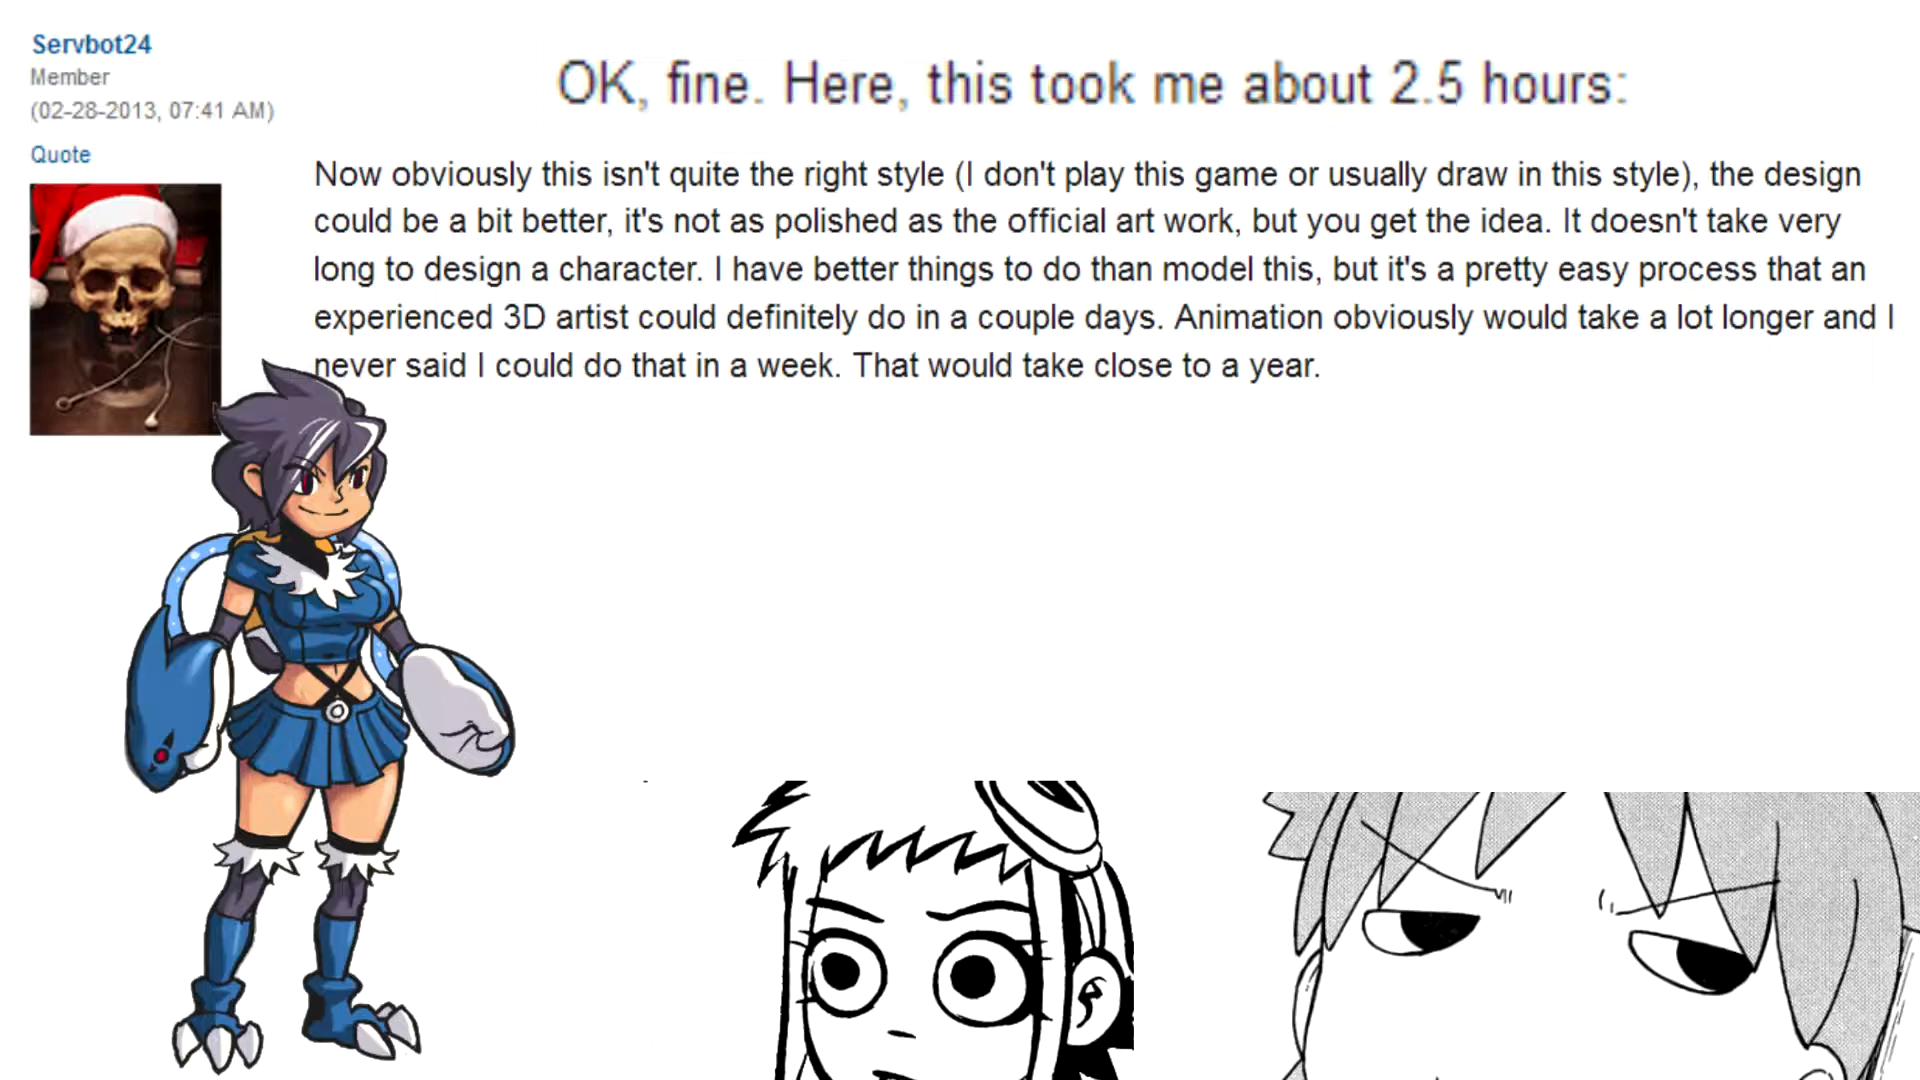 Servbot24
Member
(02-28-2013, 07:41 AM)
Quote
OK, fine. Here, this took me about 2.5 hours:
Now obviously this isn't quite the right style (I don't play this game or usually draw in this style), the design
could be a bit better, it's not as polished as the official art work, but you get the idea. It doesn't take very
long to design a character. I have better things to do than model this, but it's a pretty easy process that an
experienced 3D artist could definitely do in a couple days. Animation obviously would take a lot longer and I
never said I could do that in a week. That would take close to a year.